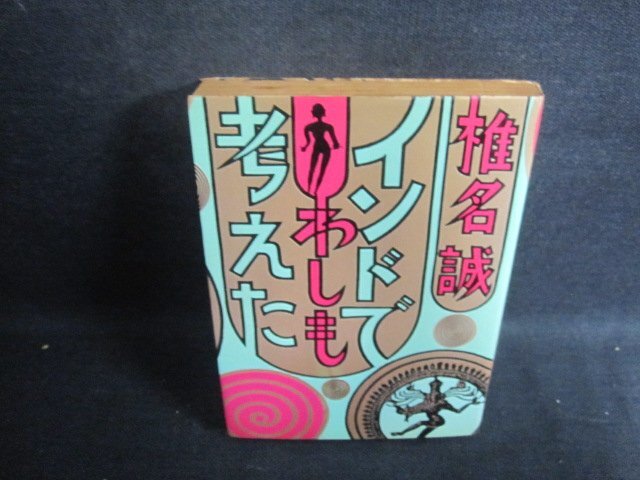 椎名誠
インドで
わしも
考えた